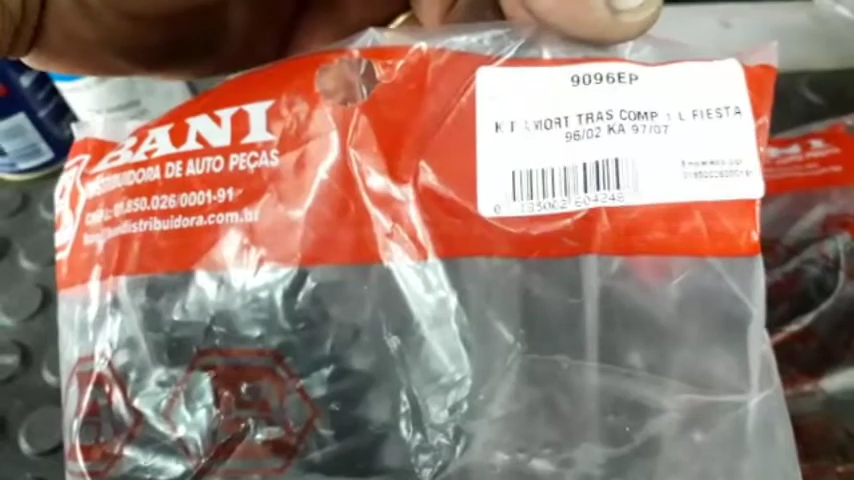 BANI
DISTRIBUIDORA DE AUTO PEÇAS
CNPJ: 01.850.026/0001-91
banidistribuidora.com.br
9096EP
KIT AMORT TRAS COMP 1 L FIESTA
96/02 KA 97/07